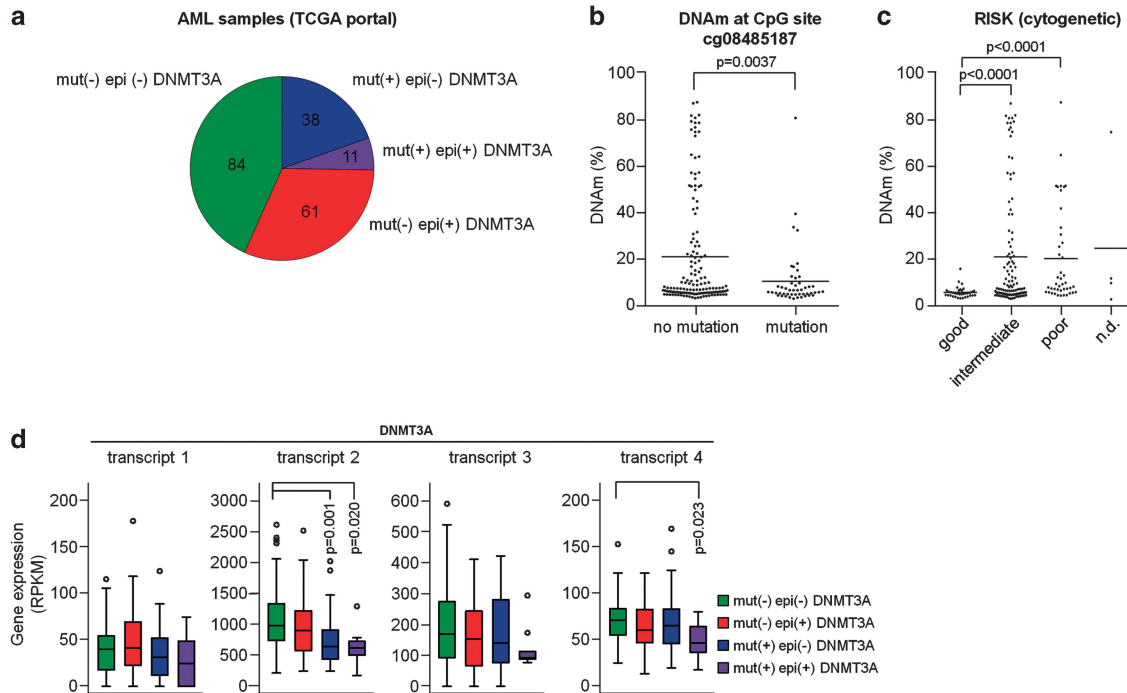 a
AML samples (TCGA portal)
mut(-) epi (-) DNMT3A
mut(+) epi(-) DNMT3A
38
84
11
mut(+) epi(+) DNMT3A
61
mut(-) epi(+) DNMT3A
b
DNAm at CpG site
cg08485187
p=0.0037
DNAm (%)
100
80
60
40
20
0
no mutation
mutation
c
RISK (cytogenetic)
p<0.0001
p<0.0001
DNAm (%)
100
80
60
40
20
0
good
intermediate
poor
n.d.
d
DNMT3A
transcript 1
transcript 2
transcript 3
transcript 4
Gene expression
(RPKM)
200
150
100
50
0
3000
2500
2000
1500
1000
500
0
p=0.001
p=0.020
600
500
400
300
200
100
0
200
150
100
50
0
p=0.023
mut(-) epi(-) DNMT3A
mut(-) epi(+) DNMT3A
mut(+) epi(-) DNMT3A
mut(+) epi(+) DNMT3A